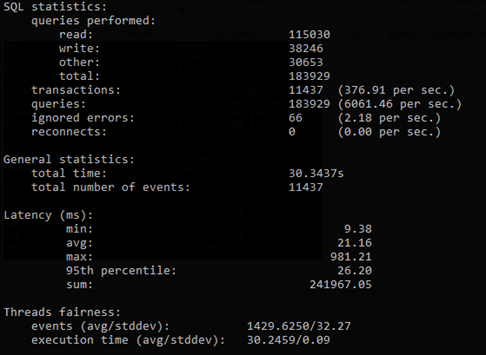 SQL statistics:
queries performed:
read: 115030
write: 38246
other: 30653
total: 183929
transactions: 11437 (376.91 per sec.)
queries: 183929 (6061.46 per sec.)
ignored errors: 66 (2.18 per sec.)
reconnects: 0 (0.00 per sec.)
General statistics:
total time: 30.3437s
total number of events: 11437
Latency (ms):
min: 9.38
avg: 21.16
max: 981.21
95th percentile: 26.20
sum: 241967.05
Threads fairness:
events (avg/stddev): 1429.6250/32.27
execution time (avg/stddev): 30.2459/0.09